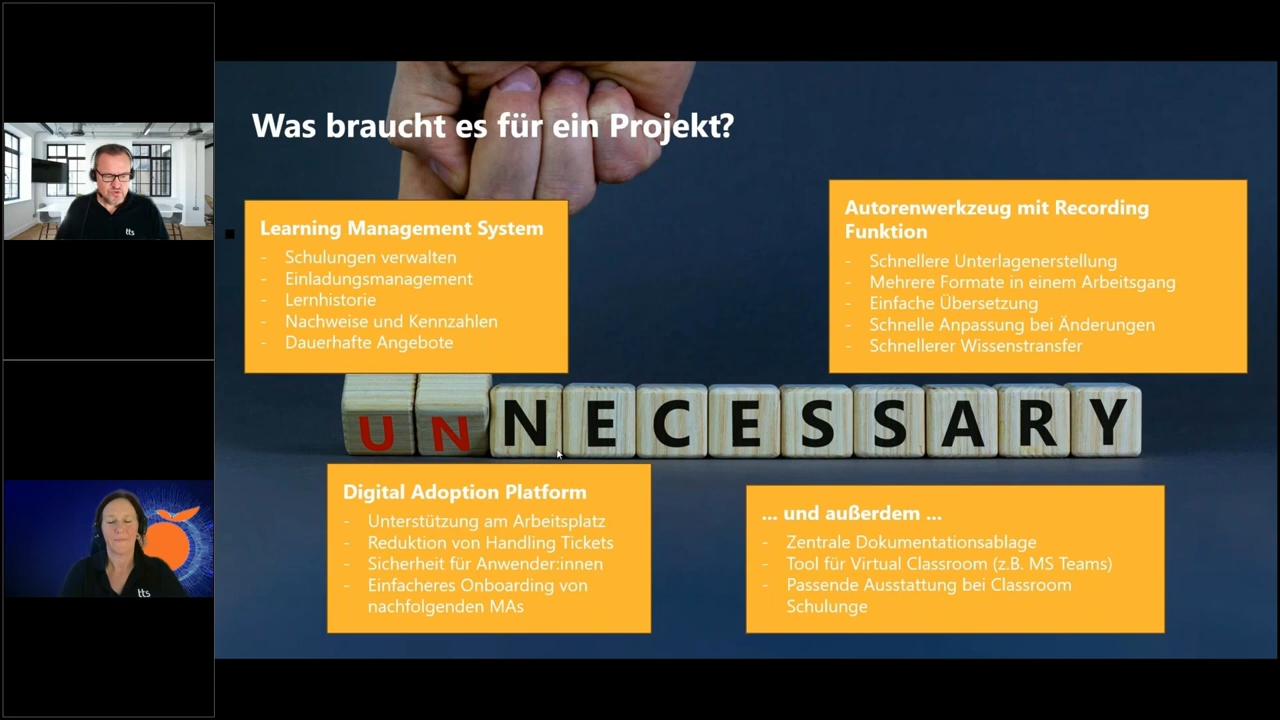 Was braucht es für ein Projekt?
Learning Management System
- Schulungen verwalten
- Einladungsmanagement
- Lernhistorie
- Nachweise und Kennzahlen
- Dauerhafte Angebote
Autorenwerkzeug mit Recording
Funktion
- Schnellere Unterlagenerstellung
- Mehrere Formate in einem Arbeitsgang
- Einfache Übersetzung
- Schnelle Anpassung bei Änderungen
- Schnellerer Wissenstransfer
UNNECESSARY
Digital Adoption Platform
- Unterstützung am Arbeitsplatz
- Reduktion von Handling Tickets
- Sicherheit für Anwender:innen
- Einfacheres Onboarding von
nachfolgenden MAs
... und außerdem ...
- Zentrale Dokumentationsablage
- Tool für Virtual Classroom (z.B. MS Teams)
- Passende Ausstattung bei Classroom
Schulunge
tts
tts